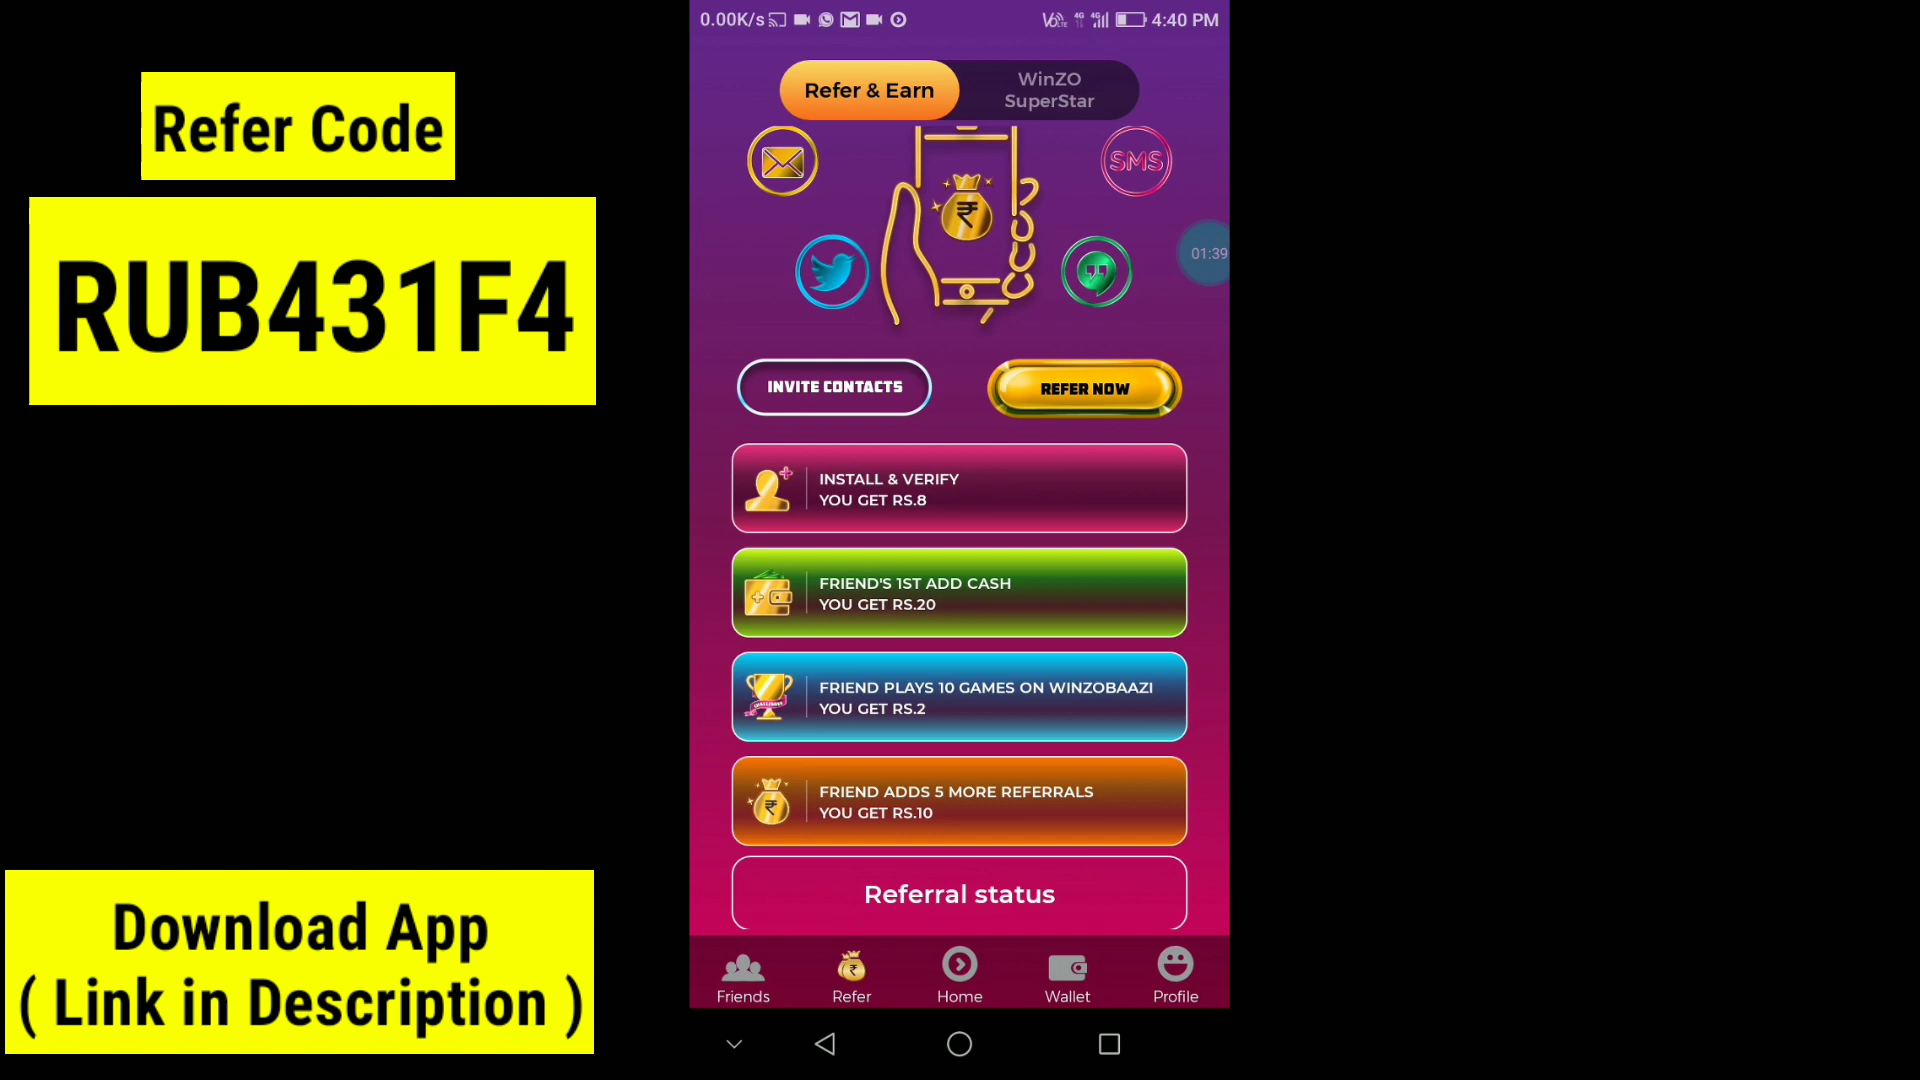 Refer Code
RUB431F4
Download App
( Link in Description )
0.00K/s 4G 4G 4:40 PM
Refer & Earn
WinZO
SuperStar
SMS
01:39
INVITE CONTACTS
REFER NOW
INSTALL & VERIFY
YOU GET RS.8
FRIEND'S 1ST ADD CASH
YOU GET RS.20
FRIEND PLAYS 10 GAMES ON WINZOBAAZI
YOU GET RS.2
FRIEND ADDS 5 MORE REFERRALS
YOU GET RS.10
Referral status
Friends
Refer
Home
Wallet
Profile